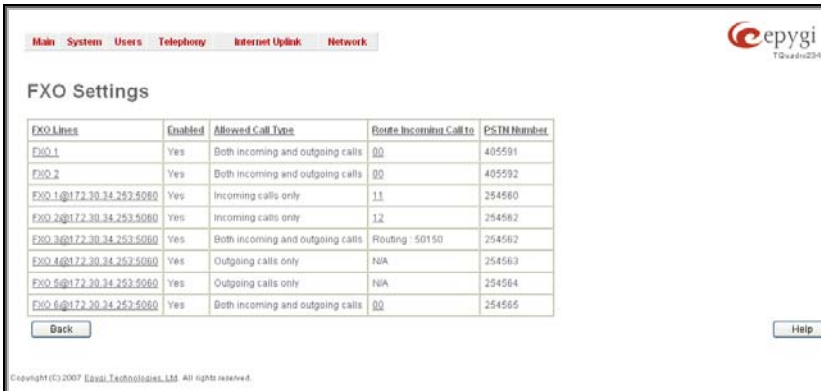 Main System Users Telephony Internet Uplink Network
epygi
FXO Settings
FXO Lines Enabled Allowed Call Type Route Incoming Call to PSTN Number
FXO 1 Yes Both incoming and outgoing calls 00 405591
FXO 2 Yes Both incoming and outgoing calls 00 405592
FXO 1@172.30.34.253:5060 Yes Incoming calls only 11 254560
FXO 2@172.30.34.253:5060 Yes Incoming calls only 12 254562
FXO 3@172.30.34.253:5060 Yes Both incoming and outgoing calls Routing : 50150 254562
FXO 4@172.30.34.253:5060 Yes Outgoing calls only N/A 254563
FXO 5@172.30.34.253:5060 Yes Outgoing calls only N/A 254564
FXO 6@172.30.34.253:5060 Yes Both incoming and outgoing calls 00 254565
Back Help
Copyright (C) 2007 Epygi Technologies, Ltd. All rights reserved.